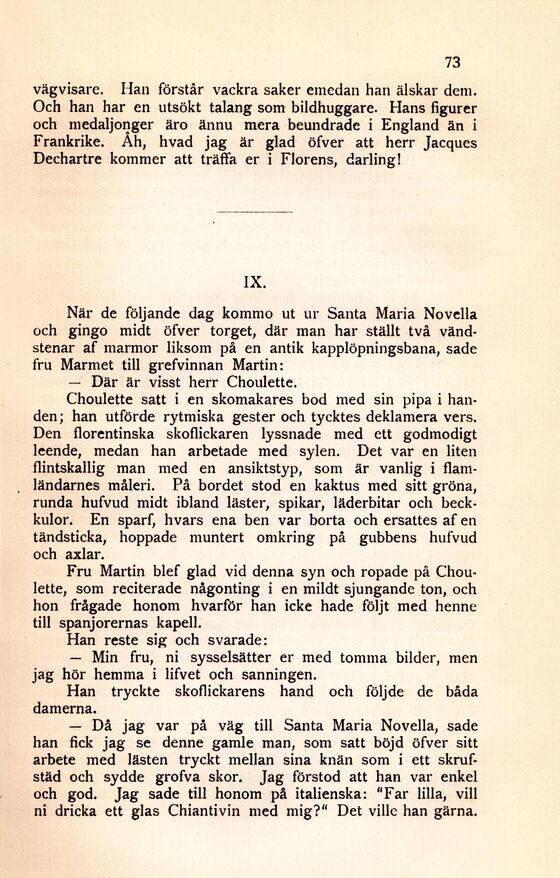 73
vägvisare. Han förstår vackra saker emedan han älskar dem.
Och han har en utsökt talang som bildhuggare. Hans figurer
och medaljonger äro ännu mera beundrade i England än i
Frankrike. Åh, hvad jag är glad öfver att herr Jacques
Dechartre kommer att träffa er i Florens, darling!
IX.
När de följande dag kommo ut ur Santa Maria Novella
och gingo midt öfver torget, där man har ställt två vänd-
stenar af marmor liksom på en antik kapplöpningsbana, sade
fru Marmet till grefvinnan Martin:
— Där är visst herr Choulette.
Choulette satt i en skomakares bod med sin pipa i han-
den; han utförde rytmiska gester och tycktes deklamera vers.
Den florentinska skoflickaren lyssnade med ett godmodigt
leende, medan han arbetade med sylen. Det var en liten
flintskallig man med en ansiktstyp, som är vanlig i flam-
ländarnes måleri. På bordet stod en kaktus med sitt gröna,
runda hufvud midt ibland läster, spikar, läderbitar och beck-
kulor. En sparf, hvars ena ben var borta och ersattes af en
tändsticka, hoppade muntert omkring på gubbens hufvud
och axlar.
Fru Martin blef glad vid denna syn och ropade på Chou-
lette, som reciterade någonting i en mildt sjungande ton, och
hon frågade honom hvarför han icke hade följt med henne
till spanjorernas kapell.
Han reste sig och svarade:
— Min fru, ni sysselsätter er med tomma bilder, men
jag hör hemma i lifvet och sanningen.
Han tryckte skoflickarens hand och följde de båda
damerna.
— Då jag var på väg till Santa Maria Novella, sade
han fick jag se denne gamle man, som satt böjd öfver sitt
arbete med lästen tryckt mellan sina knän som i ett skruf-
städ och sydde grofva skor. Jag förstod att han var enkel
och god. Jag sade till honom på italienska: “Far lilla, vill
ni dricka ett glas Chiantivin med mig?“ Det ville han gärna.